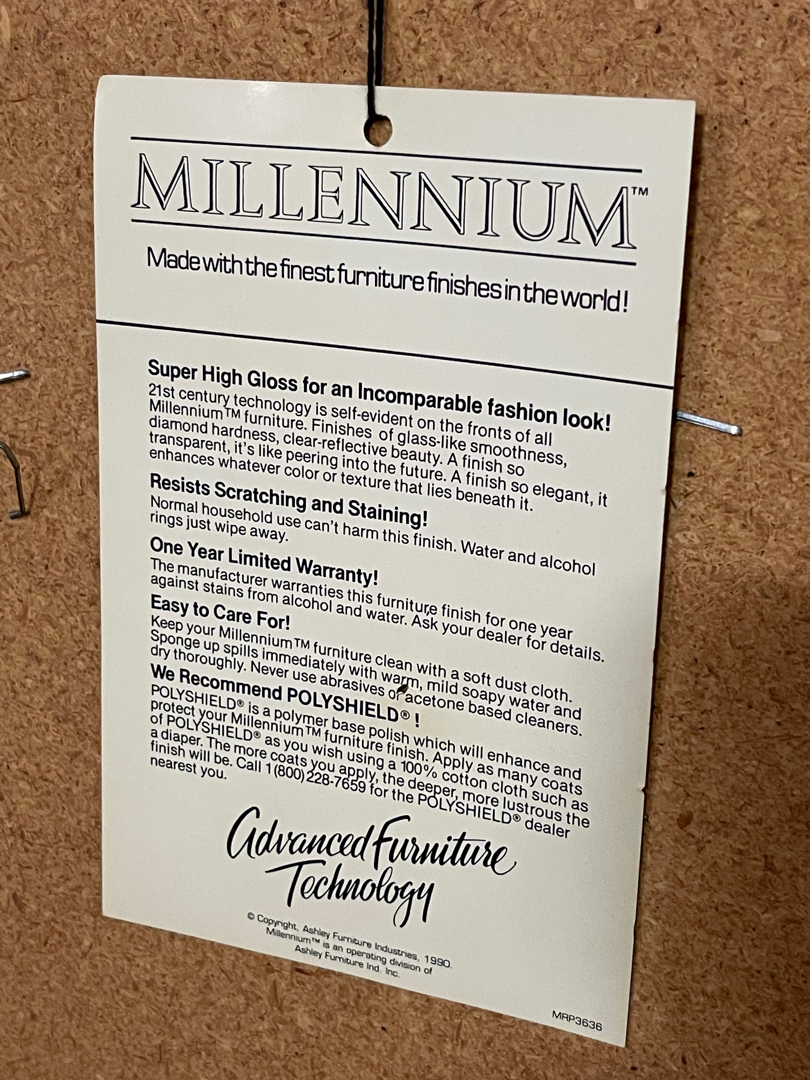 MILLENNIUM™
Made with the finest furniture finishes in the world!
Super High Gloss for an Incomparable fashion look!
21st century technology is self-evident on the fronts of all
Millennium™ furniture. Finishes of glass-like smoothness,
diamond hardness, clear-reflective beauty. A finish so
transparent, it's like peering into the future. A finish so elegant, it
enhances whatever color or texture that lies beneath it.
Resists Scratching and Staining!
Normal household use can't harm this finish. Water and alcohol
rings just wipe away.
One Year Limited Warranty!
The manufacturer warranties this furniture finish for one year
against stains from alcohol and water. Ask your dealer for details.
Easy to Care For!
Keep your Millennium™ furniture clean with a soft dust cloth.
Sponge up spills immediately with warm, mild soapy water and
dry thoroughly. Never use abrasives or acetone based cleaners.
We Recommend POLYSHIELD® !
POLYSHIELD® is a polymer base polish which will enhance and
protect your Millennium™ furniture finish. Apply as many coats
of POLYSHIELD® as you wish using a 100% cotton cloth such as
a diaper. The more coats you apply, the deeper, more lustrous the
finish will be. Call 1(800)228-7659 for the POLYSHIELD® dealer
nearest you.
Advanced Furniture
Technology
© Copyright, Ashley Furniture Industries, 1990.
Millennium™ is an operating division of
Ashley Furniture Ind. Inc.
MRP3636